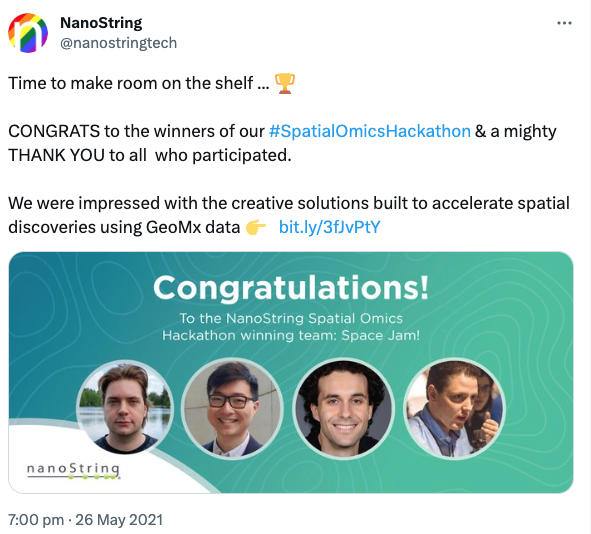 NanoString
@nanostringtech
Time to make room on the shelf ... 🏆
CONGRATS to the winners of our #SpatialOmicsHackathon & a mighty
THANK YOU to all  who participated.
We were impressed with the creative solutions built to accelerate spatial
discoveries using GeoMx data 👉 bit.ly/3fJvPtY
Congratulations!
To the NanoString Spatial Omics
Hackathon winning team: Space Jam!
nanoString
7:00 pm · 26 May 2021